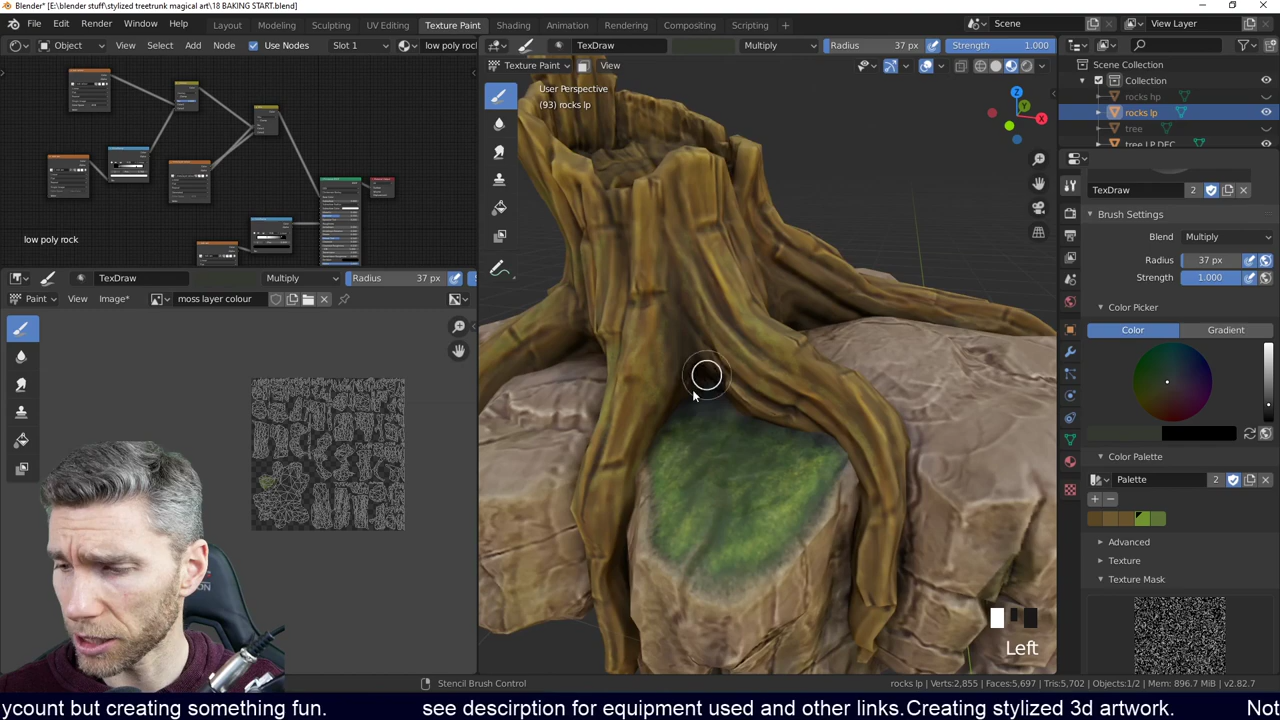 Blender* [E:\blender stuff\stylized treetrunk magical art\18 BAKING START.blend]
File Edit Render Window Help Layout Modeling Sculpting UV Editing Texture Paint Shading Animation Rendering Compositing Scripting Scene View Layer
Object View Select Add Node Use Nodes Slot 1 low poly rock
TexDraw Multiply Radius 37 px Strength 1.000
Texture Paint View
User Perspective
(93) rocks lp
X
Z
Scene Collection
Collection
rocks hp
rocks lp
tree
tree LP DEC
TexDraw
Brush Settings
Blend Multiply
Radius 37 px
Strength 1.000
Color Picker
Color Gradient
Color Palette
Palette 2
Advanced
Texture
Texture Mask
low poly rock
TexDraw Multiply Radius 37 px
Paint View Image* moss layer colour
Left
Stencil Brush Control
rocks lp | Verts:2,855 | Faces:5,697 | Tris:5,702 | Objects:1/2 | Mem: 896.7 MiB | v2.82.7
ycount but creating something fun. see descirption for equipment used and other links.Creating stylized 3d artwork. Not